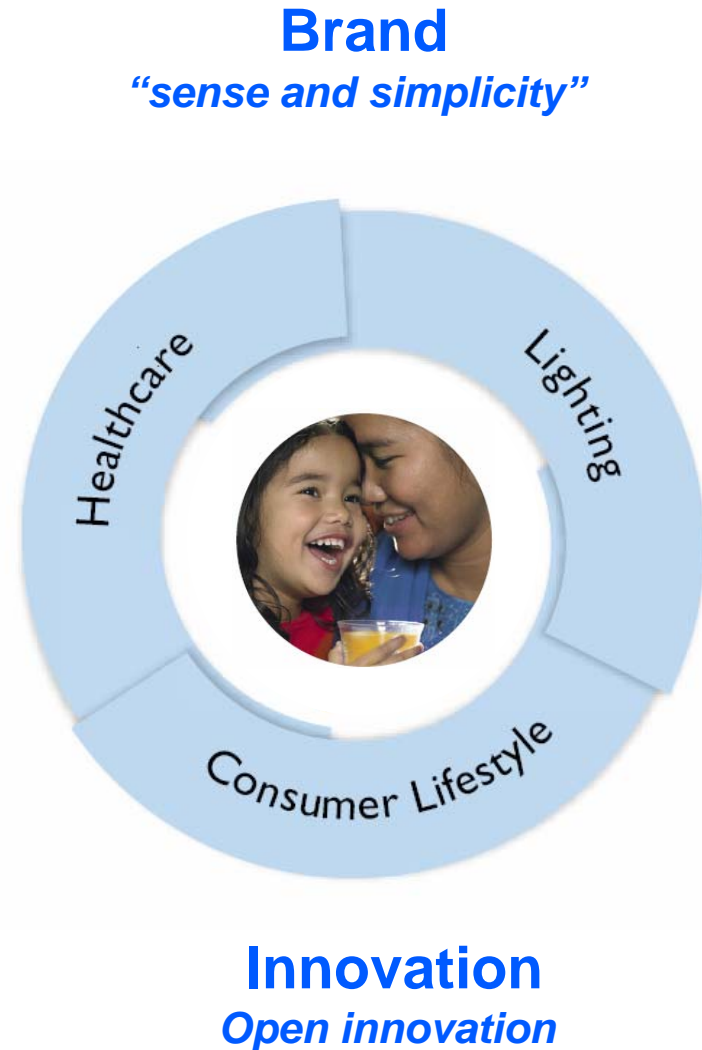 Brand
“sense and simplicity”
Healthcare
Lighting
Consumer Lifestyle
Innovation
Open innovation